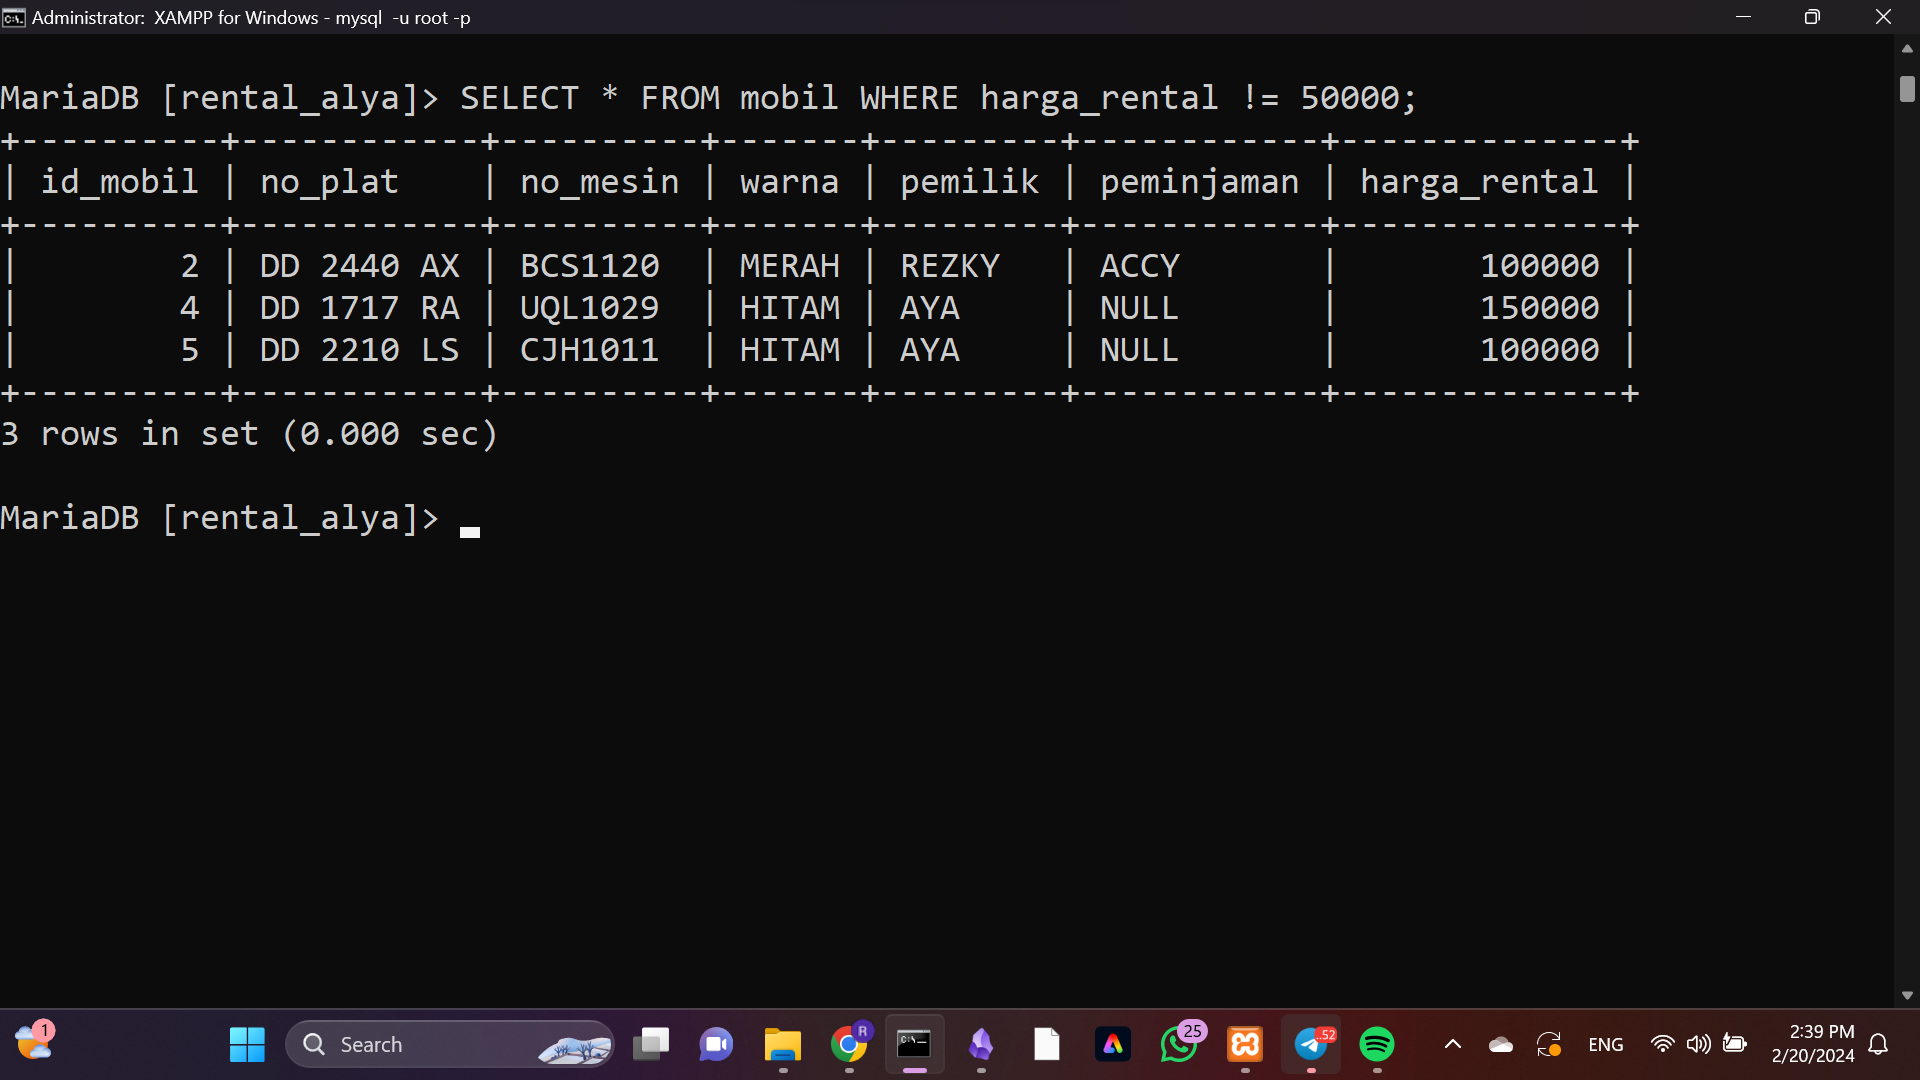 Administrator: XAMPP for Windows - mysql -u root -p
MariaDB [rental_alya]> SELECT * FROM mobil WHERE harga_rental != 50000;
+----------+------------+----------+-------+---------+------------+--------------+
| id_mobil | no_plat    | no_mesin | warna | pemilik | peminjaman | harga_rental |
+----------+------------+----------+-------+---------+------------+--------------+
|        2 | DD 2440 AX | BCS1120  | MERAH | REZKY   | ACCY       |       100000 |
|        4 | DD 1717 RA | UQL1029  | HITAM | AYA     | NULL       |       150000 |
|        5 | DD 2210 LS | CJH1011  | HITAM | AYA     | NULL       |       100000 |
+----------+------------+----------+-------+---------+------------+--------------+
3 rows in set (0.000 sec)
MariaDB [rental_alya]>
1
Search
R
C:\_
25
..52
ENG
2:39 PM
2/20/2024